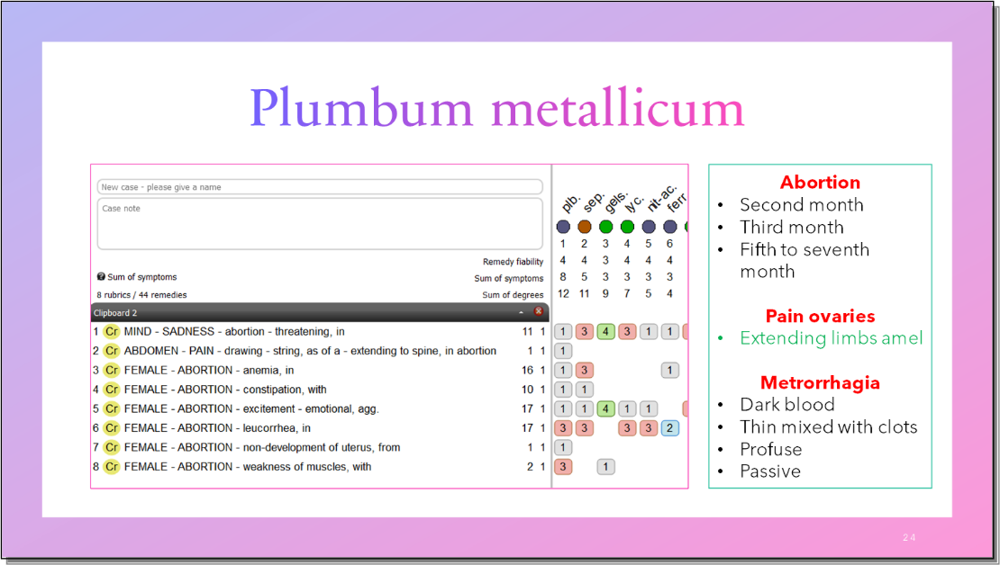 Plumbum metallicum
New case - please give a name
Case note
plb. sep. gels. lyc. nit-ac. ferr
1 2 3 4 5 6
Remedy fiability 4 4 3 4 4 4
Sum of symptoms Sum of symptoms 8 5 3 3 3 3
8 rubrics / 44 remedies Sum of degrees 12 11 9 7 5 4
Clipboard 2
1 Cr MIND - SADNESS - abortion - threatening, in 11 1 1 3 4 3 1 1
2 Cr ABDOMEN - PAIN - drawing - string, as of a - extending to spine, in abortion 1 1 1
3 Cr FEMALE - ABORTION - anemia, in 16 1 1 3 1
4 Cr FEMALE - ABORTION - constipation, with 10 1 1 1
5 Cr FEMALE - ABORTION - excitement - emotional, agg. 17 1 1 1 4 1 1
6 Cr FEMALE - ABORTION - leucorrhea, in 17 1 3 3 3 3 2
7 Cr FEMALE - ABORTION - non-development of uterus, from 1 1 1
8 Cr FEMALE - ABORTION - weakness of muscles, with 2 1 3 1
Abortion
• Second month
• Third month
• Fifth to seventh
month
Pain ovaries
• Extending limbs amel
Metrorrhagia
• Dark blood
• Thin mixed with clots
• Profuse
• Passive
24